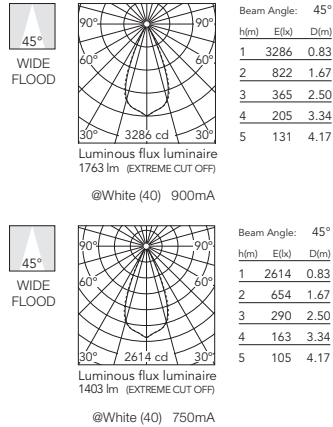 45°
WIDE
FLOOD
90° 90°
60° 60°
30° 3286 cd 30°
Luminous flux luminaire
1763 lm (EXTREME CUT OFF)
@White (40) 900mA
Beam Angle: 45°
h(m) E(lx) D(m)
1 3286 0.83
2 822 1.67
3 365 2.50
4 205 3.34
5 131 4.17
45°
WIDE
FLOOD
90° 90°
60° 60°
30° 2614 cd 30°
Luminous flux luminaire
1403 lm (EXTREME CUT OFF)
@White (40) 750mA
Beam Angle: 45°
h(m) E(lx) D(m)
1 2614 0.83
2 654 1.67
3 290 2.50
4 163 3.34
5 105 4.17